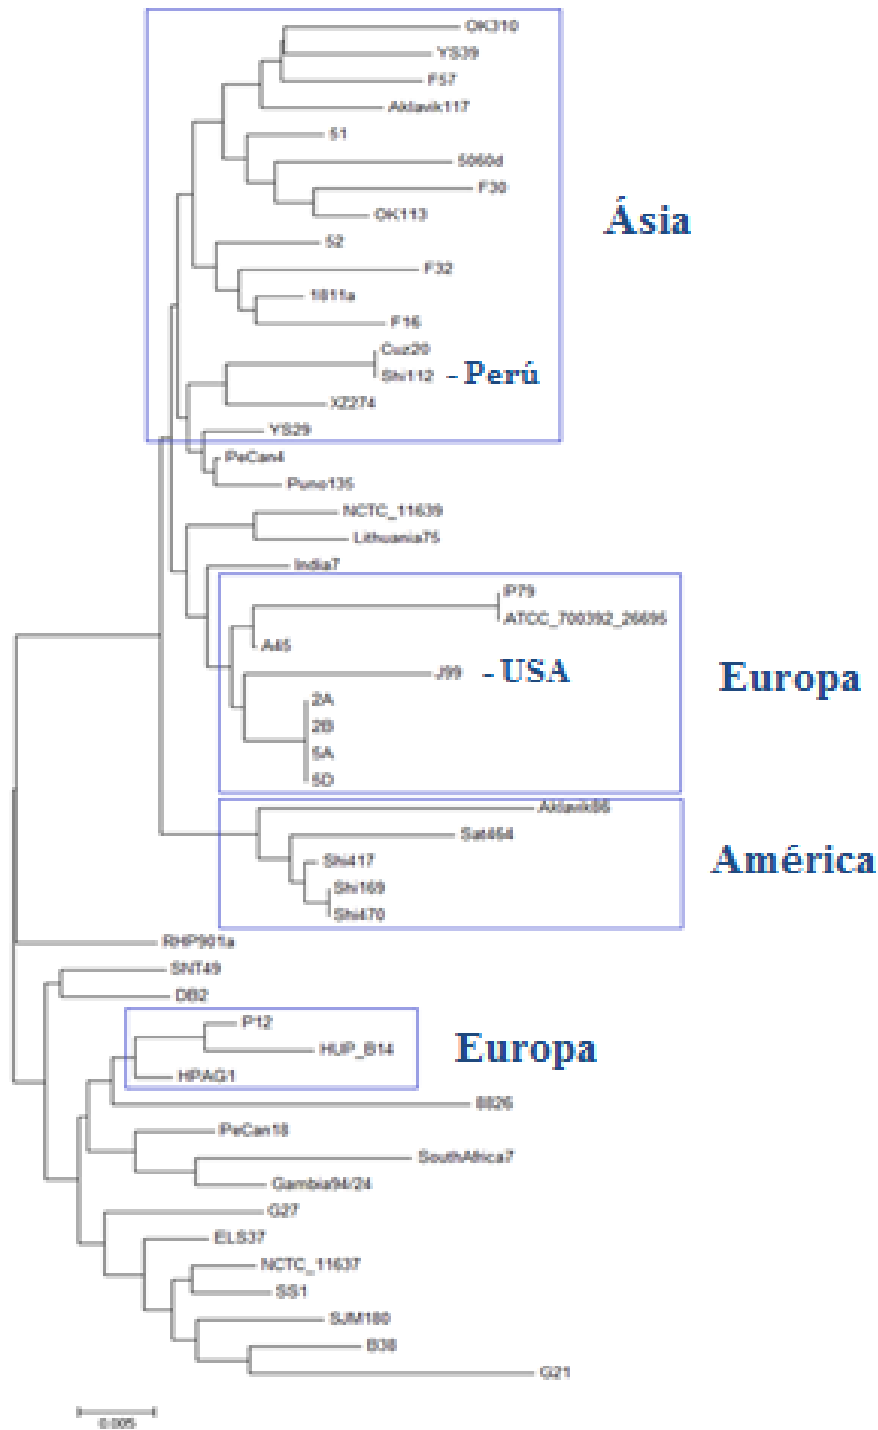 OK310
YS39
F57
Aklavik117
51
5060d
F30
OK113
Ásia
52
F32
1811a
F16
Cuz20
Shi112 - Perú
XZ274
YS29
PeCan4
Puno135
NCTC_11639
Lithuania75
India7
P79
ATCC_700392_26695
A45
J99 - USA
Europa
2A
2B
5A
5D
Aklavik86
Sat464
Shi417
América
Shi169
Shi470
RHP901a
SNT49
DB2
P12
HUP_B14
Europa
HPAG1
8826
PeCan18
SouthAfrica7
Gambia94/24
G27
ELS37
NCTC_11637
SS1
SJM180
B38
G21
0.005